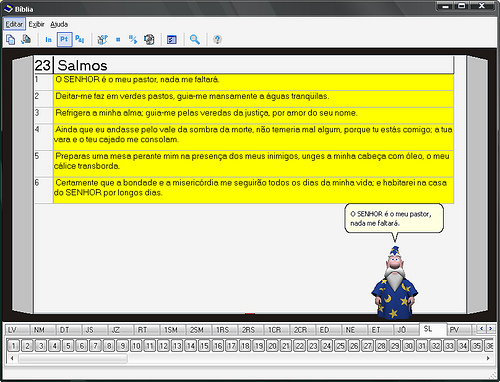 Bíblia
Editar Exibir Ajuda
In Pt
23 Salmos
1 O SENHOR é o meu pastor, nada me faltará.
2 Deitar-me faz em verdes pastos, guia-me mansamente a águas tranqüilas.
3 Refrigera a minha alma; guia-me pelas veredas da justiça, por amor do seu nome.
4 Ainda que eu andasse pelo vale da sombra da morte, não temeria mal algum, porque tu estás comigo; a tua
vara e o teu cajado me consolam.
5 Preparas uma mesa perante mim na presença dos meus inimigos, unges a minha cabeça com óleo, o meu
cálice transborda.
6 Certamente que a bondade e a misericórdia me seguirão todos os dias da minha vida; e habitarei na casa
do SENHOR por longos dias.
O SENHOR é o meu pastor,
nada me faltará.
LV NM DT JS JZ RT 1SM 2SM 1RS 2RS 1CR 2CR ED NE ET JÓ SL PV
1 2 3 4 5 6 7 8 9 10 11 12 13 14 15 16 17 18 19 20 21 22 23 24 25 26 27 28 29 30 31 32 33 34 35